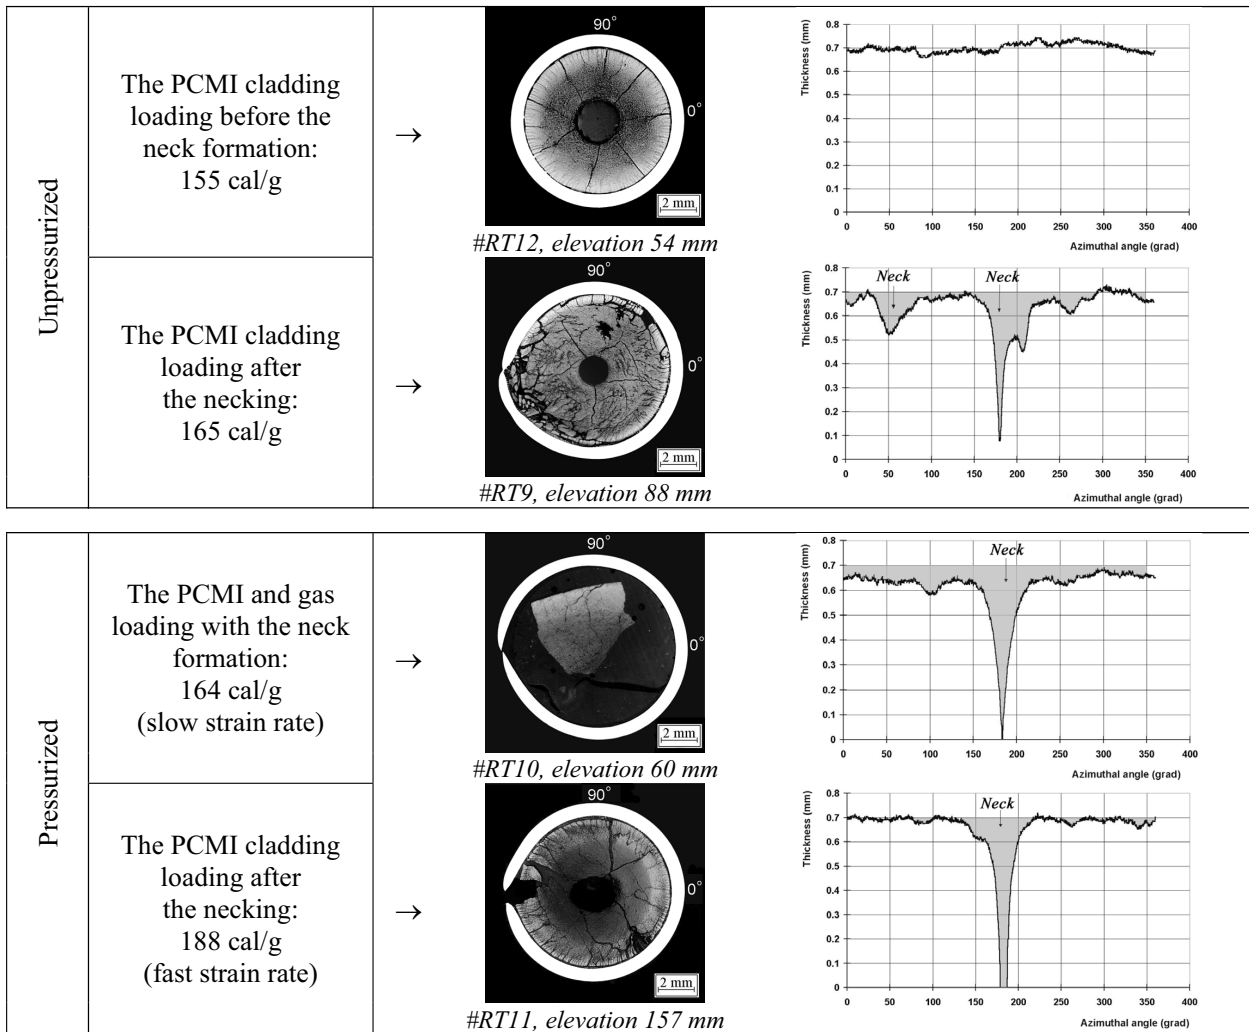 Unpressurized
The PCMI cladding
loading before the
neck formation:
155 cal/g
→
90°
0°
2 mm
#RT12, elevation 54 mm
Thickness (mm)
0.8
0.7
0.6
0.5
0.4
0.3
0.2
0.1
0
0 50 100 150 200 250 300 350 400
Azimuthal angle (grad)
The PCMI cladding
loading after
the necking:
165 cal/g
→
90°
0°
2 mm
#RT9, elevation 88 mm
Thickness (mm)
0.8
0.7
0.6
0.5
0.4
0.3
0.2
0.1
0
Neck Neck
0 50 100 150 200 250 300 350 400
Azimuthal angle (grad)
Pressurized
The PCMI and gas
loading with the neck
formation:
164 cal/g
(slow strain rate)
→
90°
0°
2 mm
#RT10, elevation 60 mm
Thickness (mm)
0.8
0.7
0.6
0.5
0.4
0.3
0.2
0.1
0
Neck
0 50 100 150 200 250 300 350 400
Azimuthal angle (grad)
The PCMI cladding
loading after
the necking:
188 cal/g
(fast strain rate)
→
90°
0°
2 mm
#RT11, elevation 157 mm
Thickness (mm)
0.8
0.7
0.6
0.5
0.4
0.3
0.2
0.1
0
Neck
0 50 100 150 200 250 300 350 400
Azimuthal angle (grad)